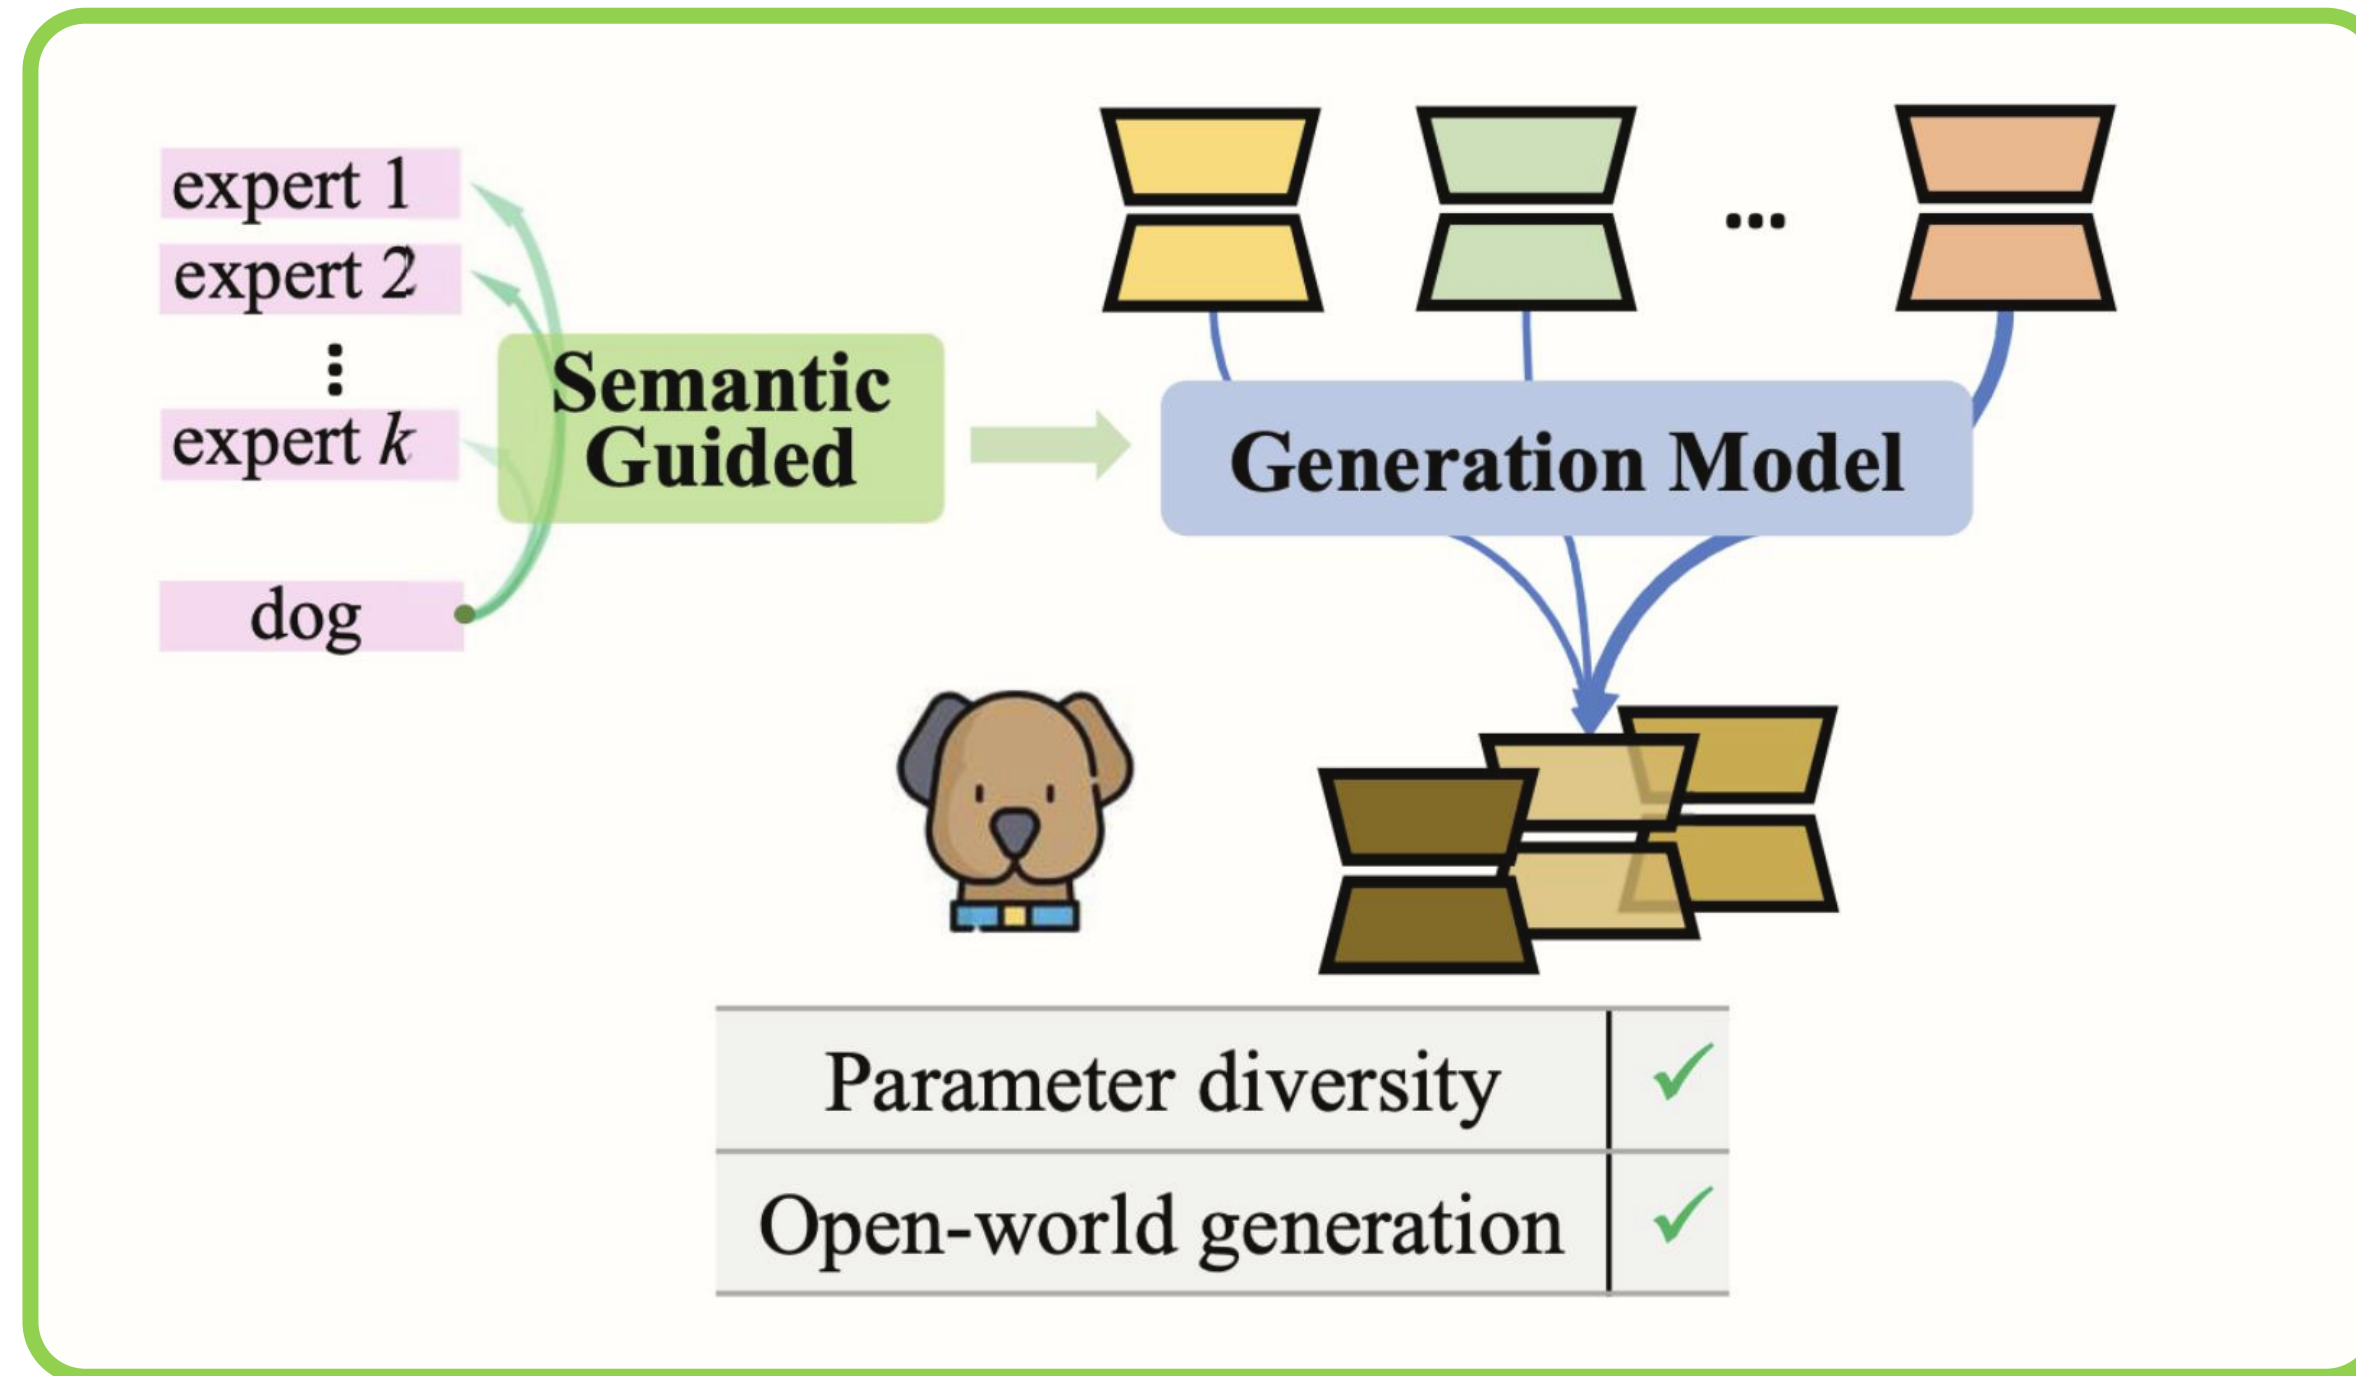 expert 1
expert 2
⋮
expert k
dog
Semantic
Guided
...
Generation Model
Parameter diversity ✓
Open-world generation ✓